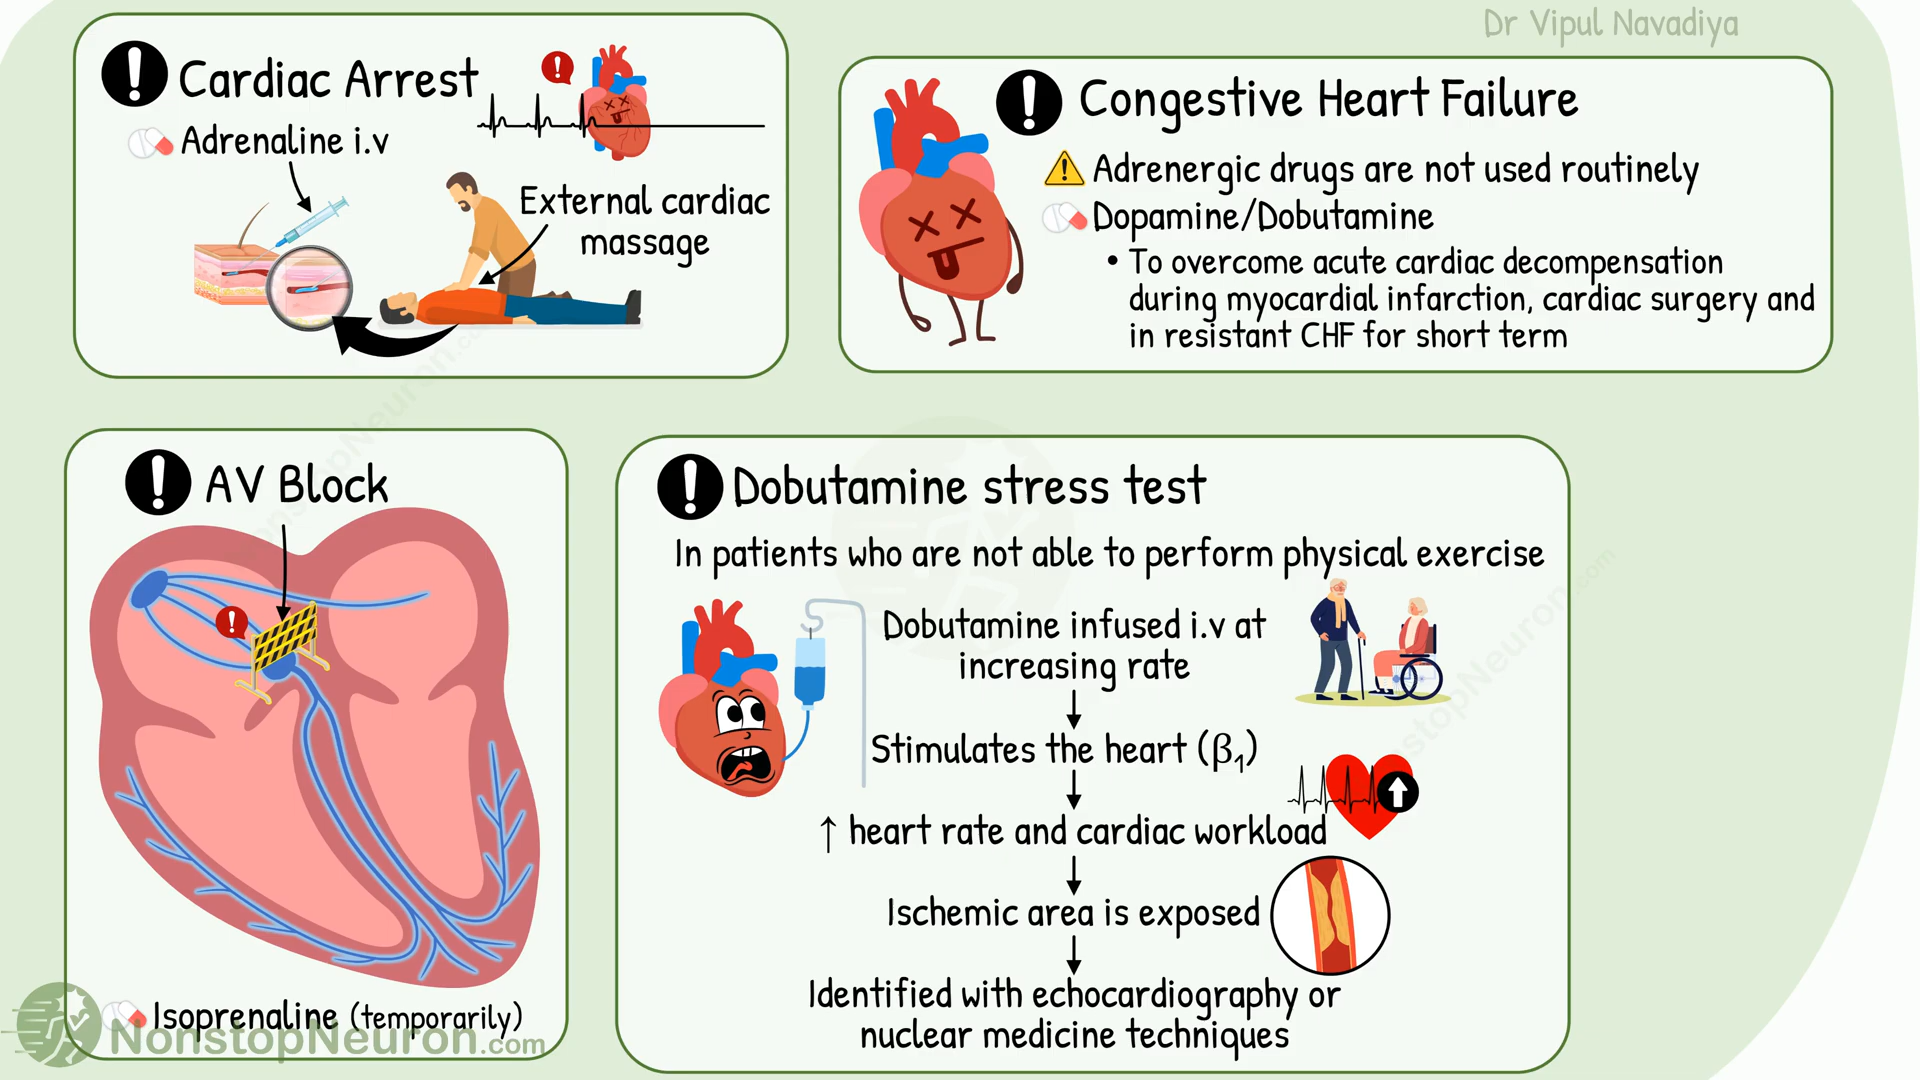 Dr Vipul Navadiya
Cardiac Arrest
Adrenaline i.v
External cardiac
massage
Congestive Heart Failure
Adrenergic drugs are not used routinely
Dopamine/Dobutamine
• To overcome acute cardiac decompensation
during myocardial infarction, cardiac surgery and
in resistant CHF for short term
AV Block
Isoprenaline (temporarily)
NonstopNeuron.com
Dobutamine stress test
In patients who are not able to perform physical exercise
Dobutamine infused i.v at
increasing rate
Stimulates the heart (β₁)
↑ heart rate and cardiac workload
Ischemic area is exposed
Identified with echocardiography or
nuclear medicine techniques